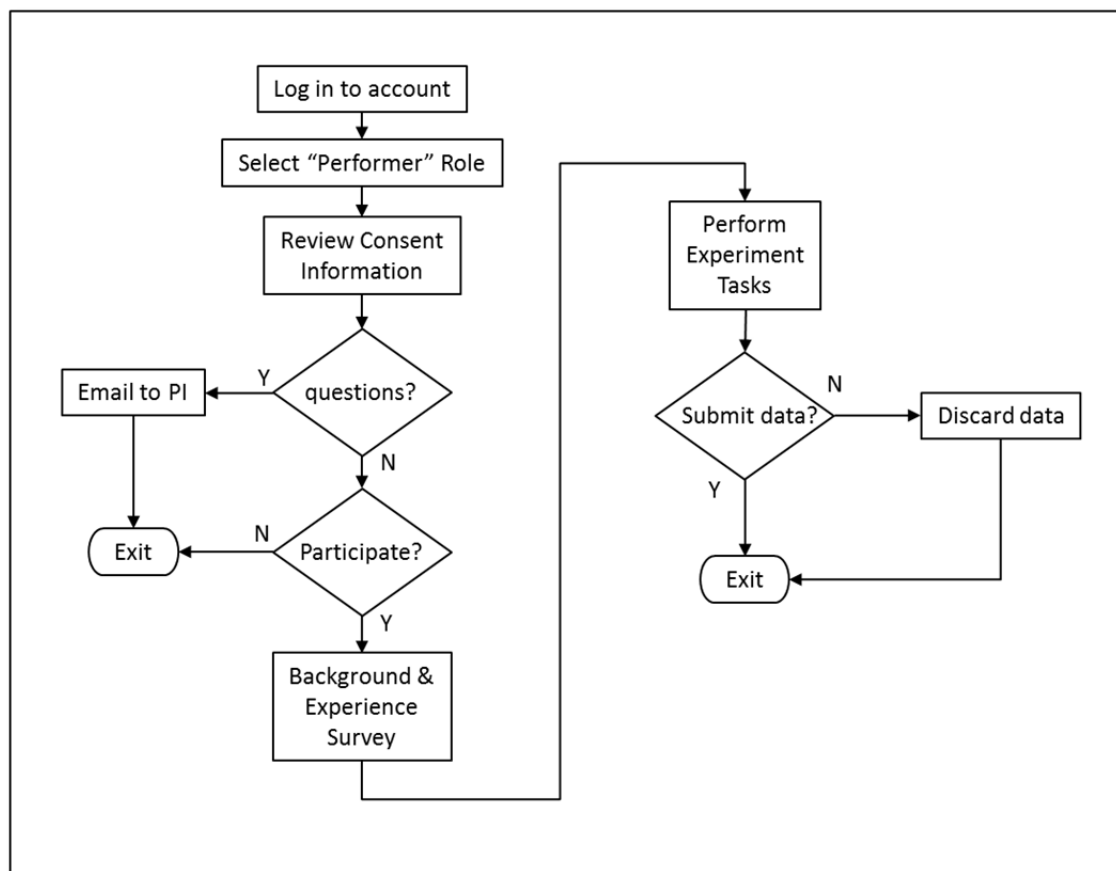 Log in to account
Select “Performer” Role
Review Consent
Information
questions?
Y
Email to PI
N
Participate?
N
Exit
Y
Background &
Experience
Survey
Perform
Experiment
Tasks
Submit data?
N
Discard data
Y
Exit